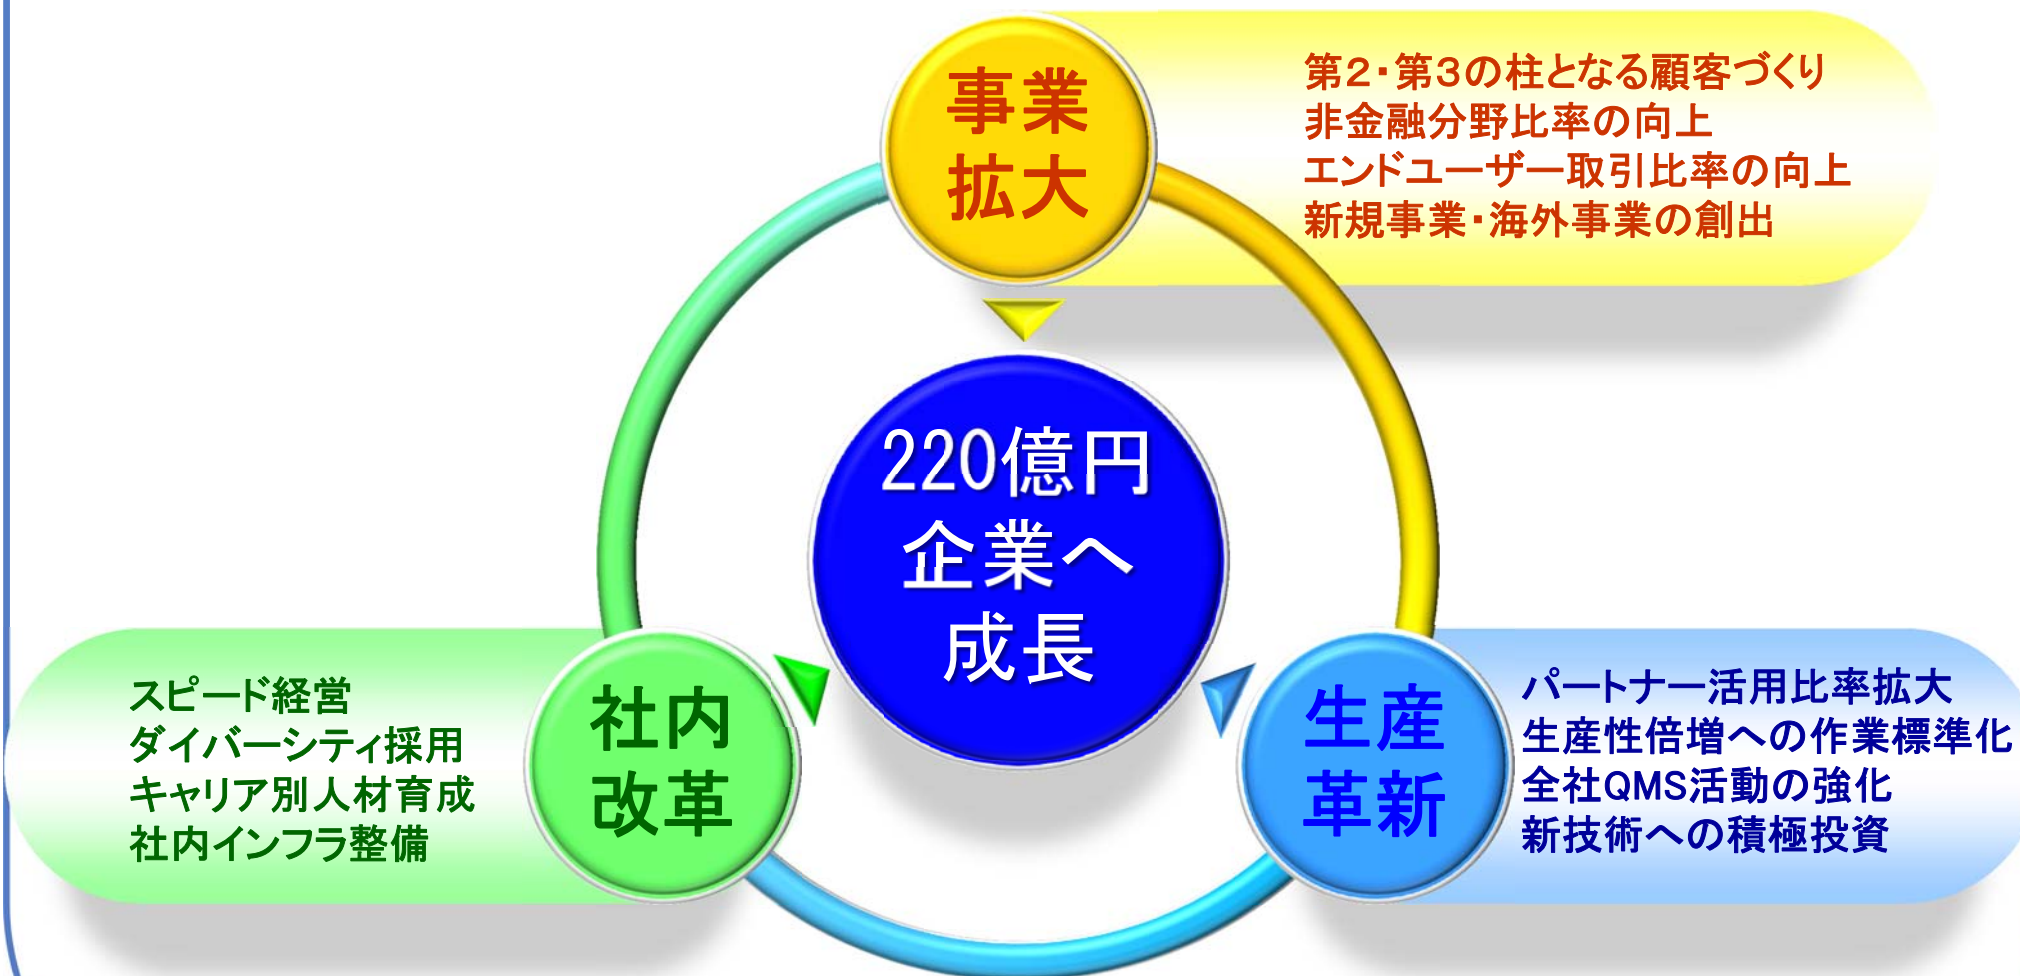 事業
拡大
第2・第3の柱となる顧客づくり
非金融分野比率の向上
エンドユーザー取引比率の向上
新規事業・海外事業の創出
220億円
企業へ
成長
社内
改革
スピード経営
ダイバーシティ採用
キャリア別人材育成
社内インフラ整備
生産
革新
パートナー活用比率拡大
生産性倍増への作業標準化
全社QMS活動の強化
新技術への積極投資